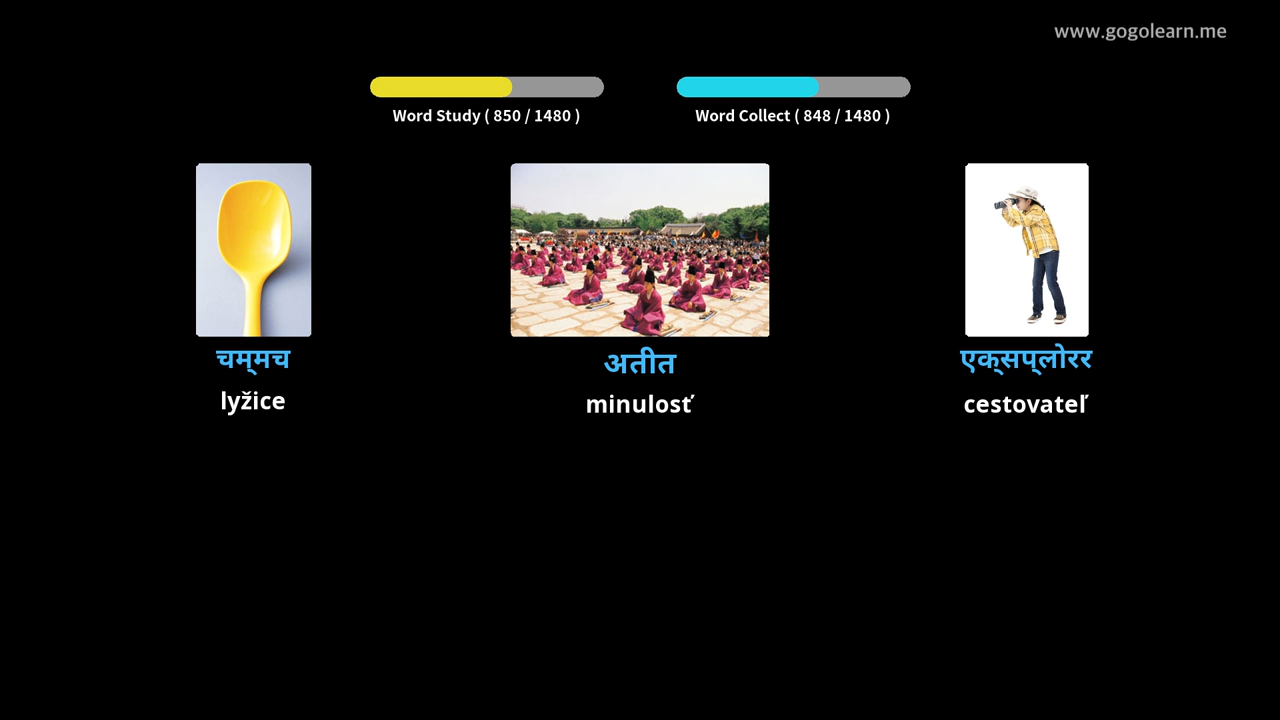 www.gogolearn.me
Word Study ( 850 / 1480 )
Word Collect ( 848 / 1480 )
चम्‌मच
अतीत
एक्‌सप्‌लोरर
lyžice
minulosť
cestovateľ